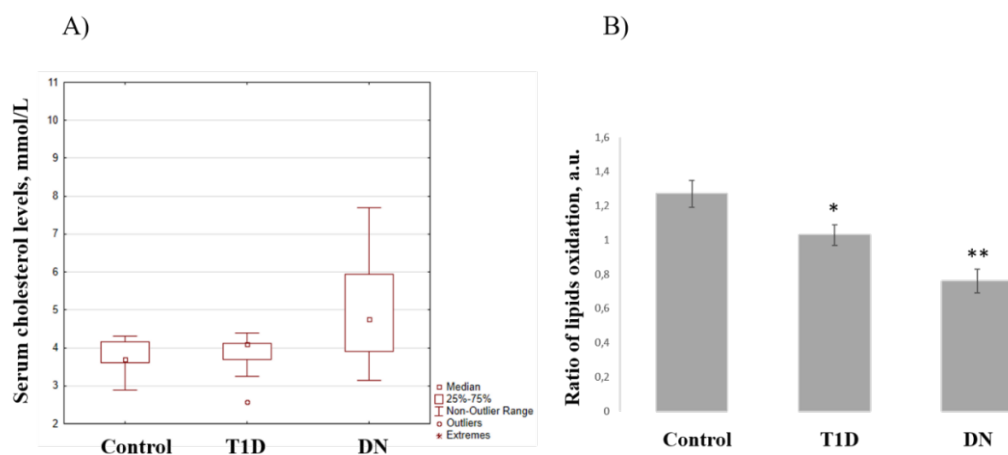 A)
Serum cholesterol levels, mmol/L
11
10
9
8
7
6
5
4
3
2
Control T1D DN
Median
25%-75%
Non-Outlier Range
Outliers
Extremes
B)
Ratio of lipids oxidation, a.u.
1,6
1,4
1,2
1
0,8
0,6
0,4
0,2
0
*
**
Control T1D DN